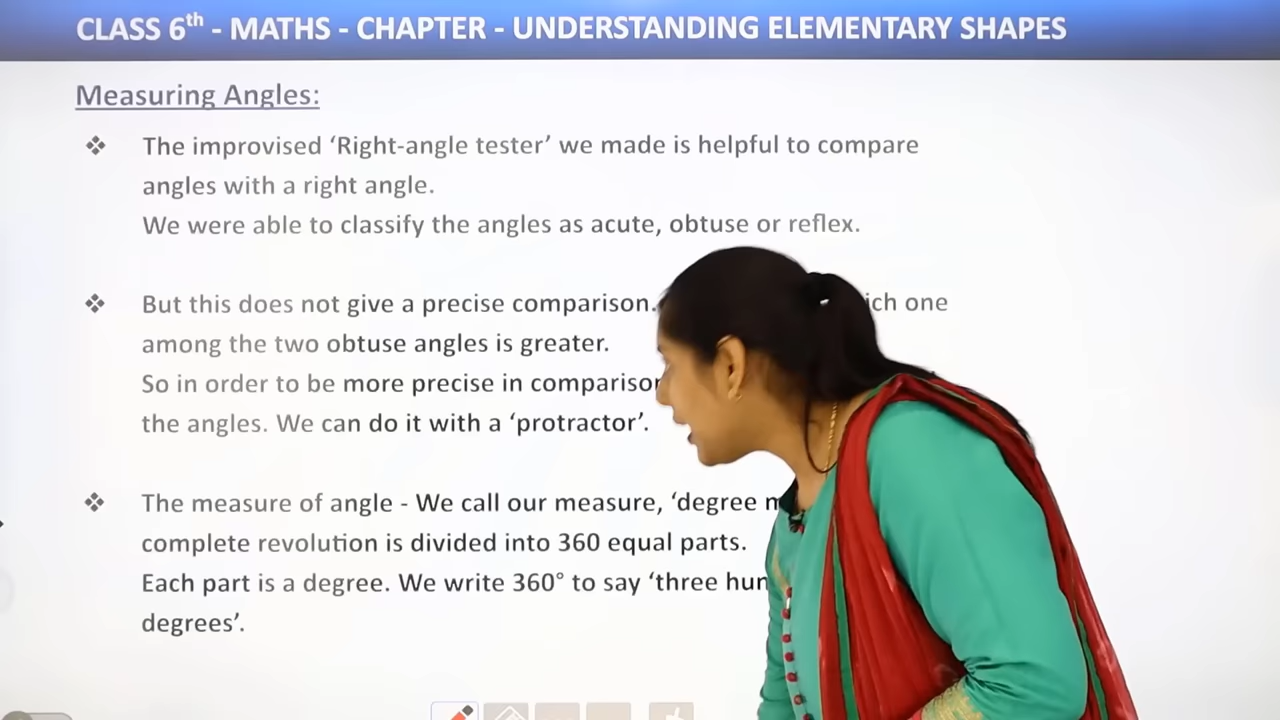 CLASS 6th - MATHS - CHAPTER - UNDERSTANDING ELEMENTARY SHAPES
Measuring Angles:
❖ The improvised ‘Right-angle tester’ we made is helpful to compare
angles with a right angle.
We were able to classify the angles as acute, obtuse or reflex.
❖ But this does not give a precise comparison. one
among the two obtuse angles is greater.
So in order to be more precise in
the angles. We can do it with a ‘protractor’.
❖ The measure of angle - We call our measure, ‘degree
complete revolution is divided into 360 equal parts.
Each part is a degree. We write 360° to say ‘three
degrees’.